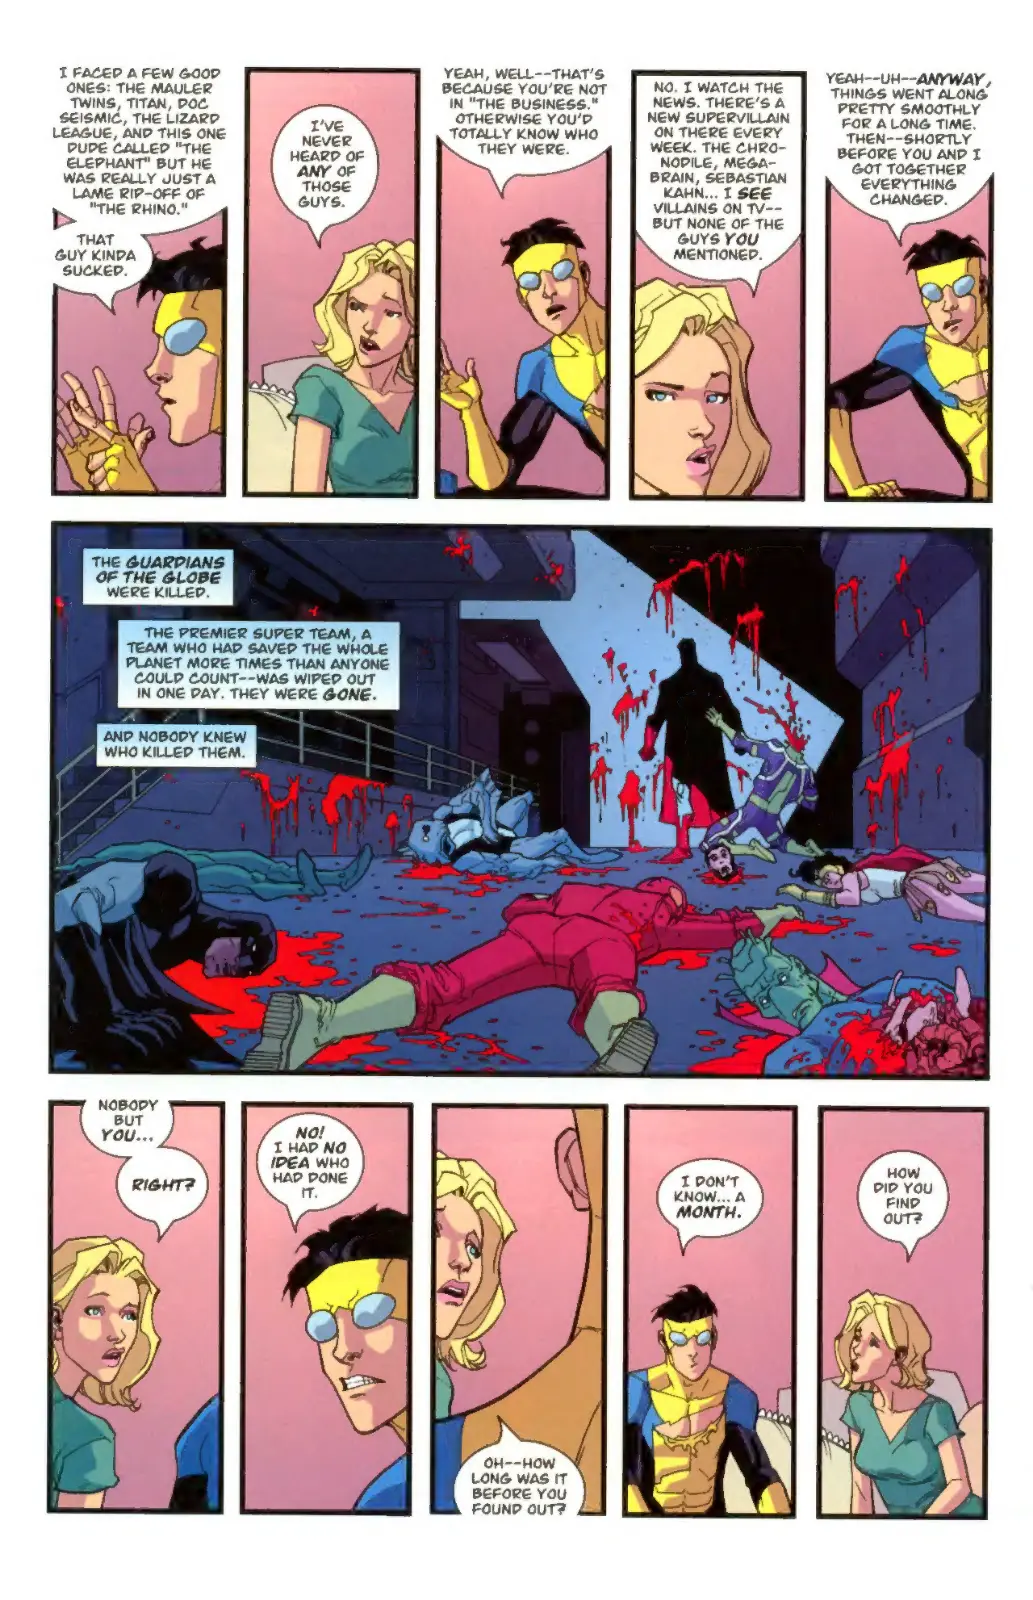 I FACED A FEW GOOD
ONES: THE MAULER
TWINS, TITAN, DOC
SEISMIC, THE LIZARD
LEAGUE, AND THIS ONE
DUDE CALLED "THE
ELEPHANT" BUT HE
WAS REALLY JUST A
LAME RIP-OFF OF
"THE RHINO."
THAT
GUY KINDA
SUCKED.
I'VE
NEVER
HEARD OF
ANY OF
THOSE
GUYS.
YEAH, WELL--THAT'S
BECAUSE YOU'RE NOT
IN "THE BUSINESS."
OTHERWISE YOU'D
TOTALLY KNOW WHO
THEY WERE.
NO. I WATCH THE
NEWS. THERE'S A
NEW SUPERVILLAIN
ON THERE EVERY
WEEK. THE CHRO-
NODILE, MEGA-
BRAIN, SEBASTIAN
KAHN... I SEE
VILLAINS ON TV--
BUT NONE OF THE
GUYS YOU
MENTIONED.
YEAH--UH--ANYWAY,
THINGS WENT ALONG
PRETTY SMOOTHLY
FOR A LONG TIME.
THEN--SHORTLY
BEFORE YOU AND I
GOT TOGETHER
EVERYTHING
CHANGED.
THE GUARDIANS
OF THE GLOBE
WERE KILLED.
THE PREMIER SUPER TEAM, A
TEAM WHO HAD SAVED THE WHOLE
PLANET MORE TIMES THAN ANYONE
COULD COUNT--WAS WIPED OUT
IN ONE DAY. THEY WERE GONE.
AND NOBODY KNEW
WHO KILLED THEM.
NOBODY
BUT
YOU...
RIGHT?
NO!
I HAD NO
IDEA WHO
HAD DONE
IT.
OH--HOW
LONG WAS IT
BEFORE YOU
FOUND OUT?
I DON'T
KNOW... A
MONTH.
HOW
DID YOU
FIND
OUT?